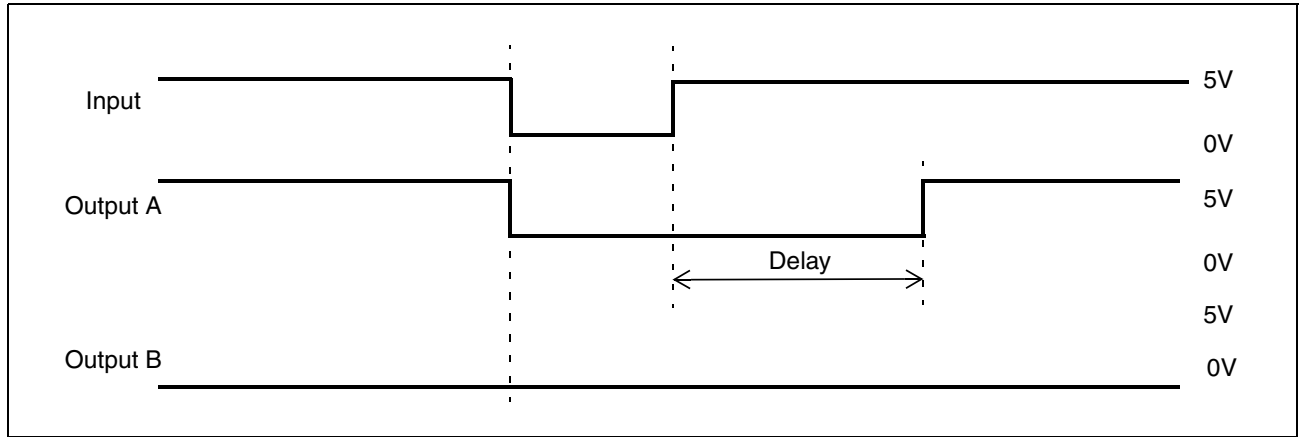 Input
5V
0V
Output A
5V
0V
Delay
5V
Output B
0V